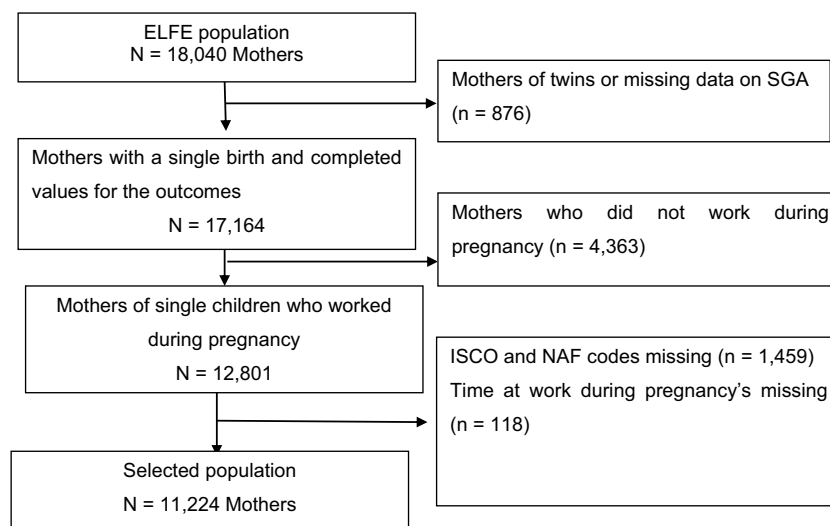 ELFE population
N = 18,040 Mothers
Mothers of twins or missing data on SGA
(n = 876)
Mothers with a single birth and completed
values for the outcomes
N = 17,164
Mothers who did not work during
pregnancy (n = 4,363)
Mothers of single children who worked
during pregnancy
N = 12,801
ISCO and NAF codes missing (n = 1,459)
Time at work during pregnancy's missing
(n = 118)
Selected population
N = 11,224 Mothers